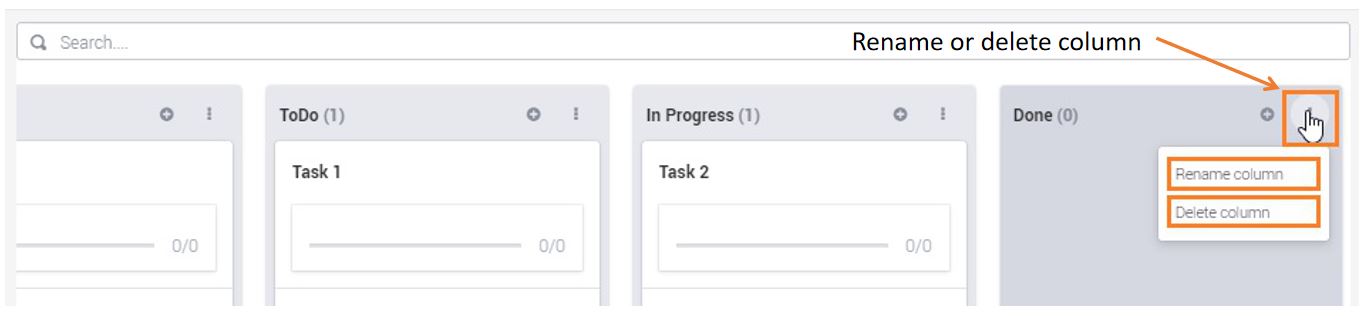 Search....
Rename or delete column
ToDo (1)
In Progress (1)
Done (0)
Task 1
Task 2
Rename column
Delete column
0/0
0/0
0/0